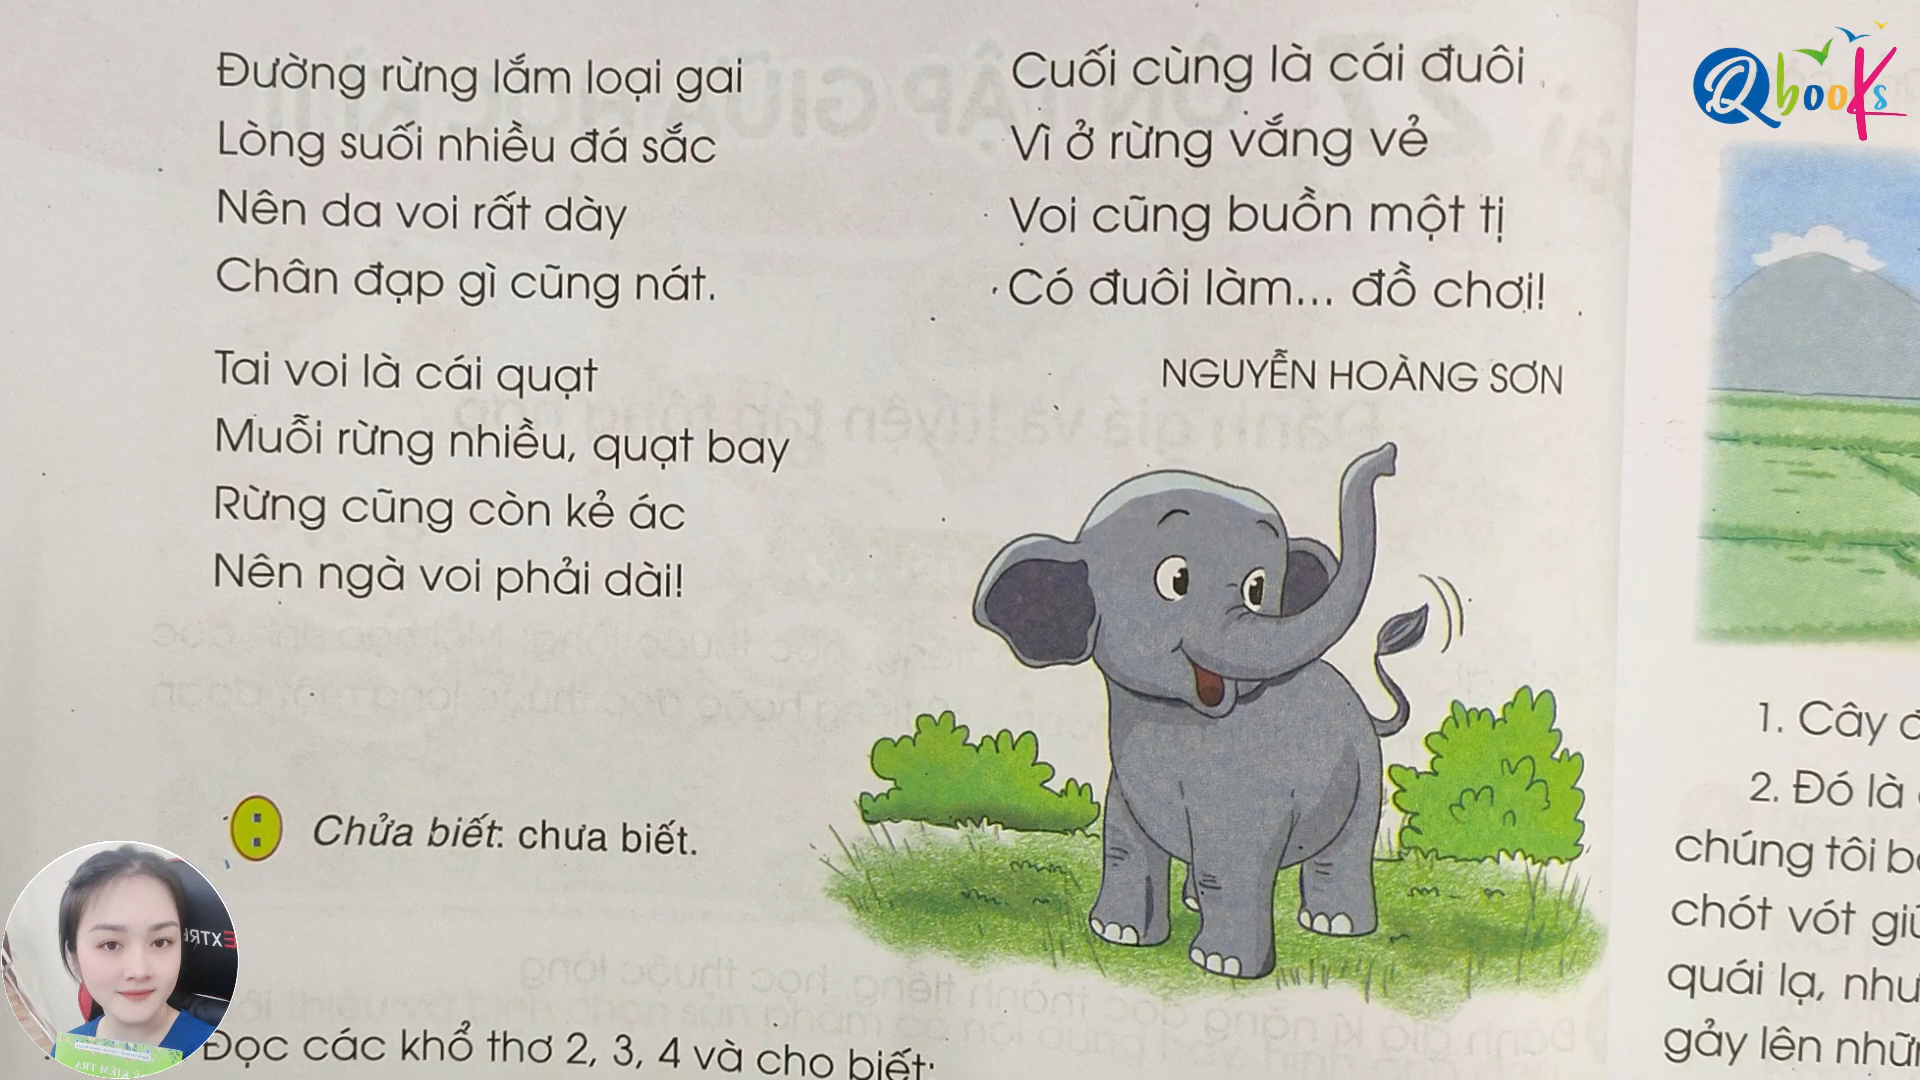 Đường rừng lắm loại gai
Lòng suối nhiều đá sắc
Nên da voi rất dày
Chân đạp gì cũng nát.
Tai voi là cái quạt
Muỗi rừng nhiều, quạt bay
Rừng cũng còn kẻ ác
Nên ngà voi phải dài!
Cuối cùng là cái đuôi
Vì ở rừng vắng vẻ
Voi cũng buồn một tị
Có đuôi làm... đồ chơi!
NGUYỄN HOÀNG SƠN
Chửa biết: chưa biết.
Đọc các khổ thơ 2, 3, 4 và cho biết:
Qbooks
1. Cây
2. Đó là
chúng tôi
chót vót
quái lạ,
gảy lên